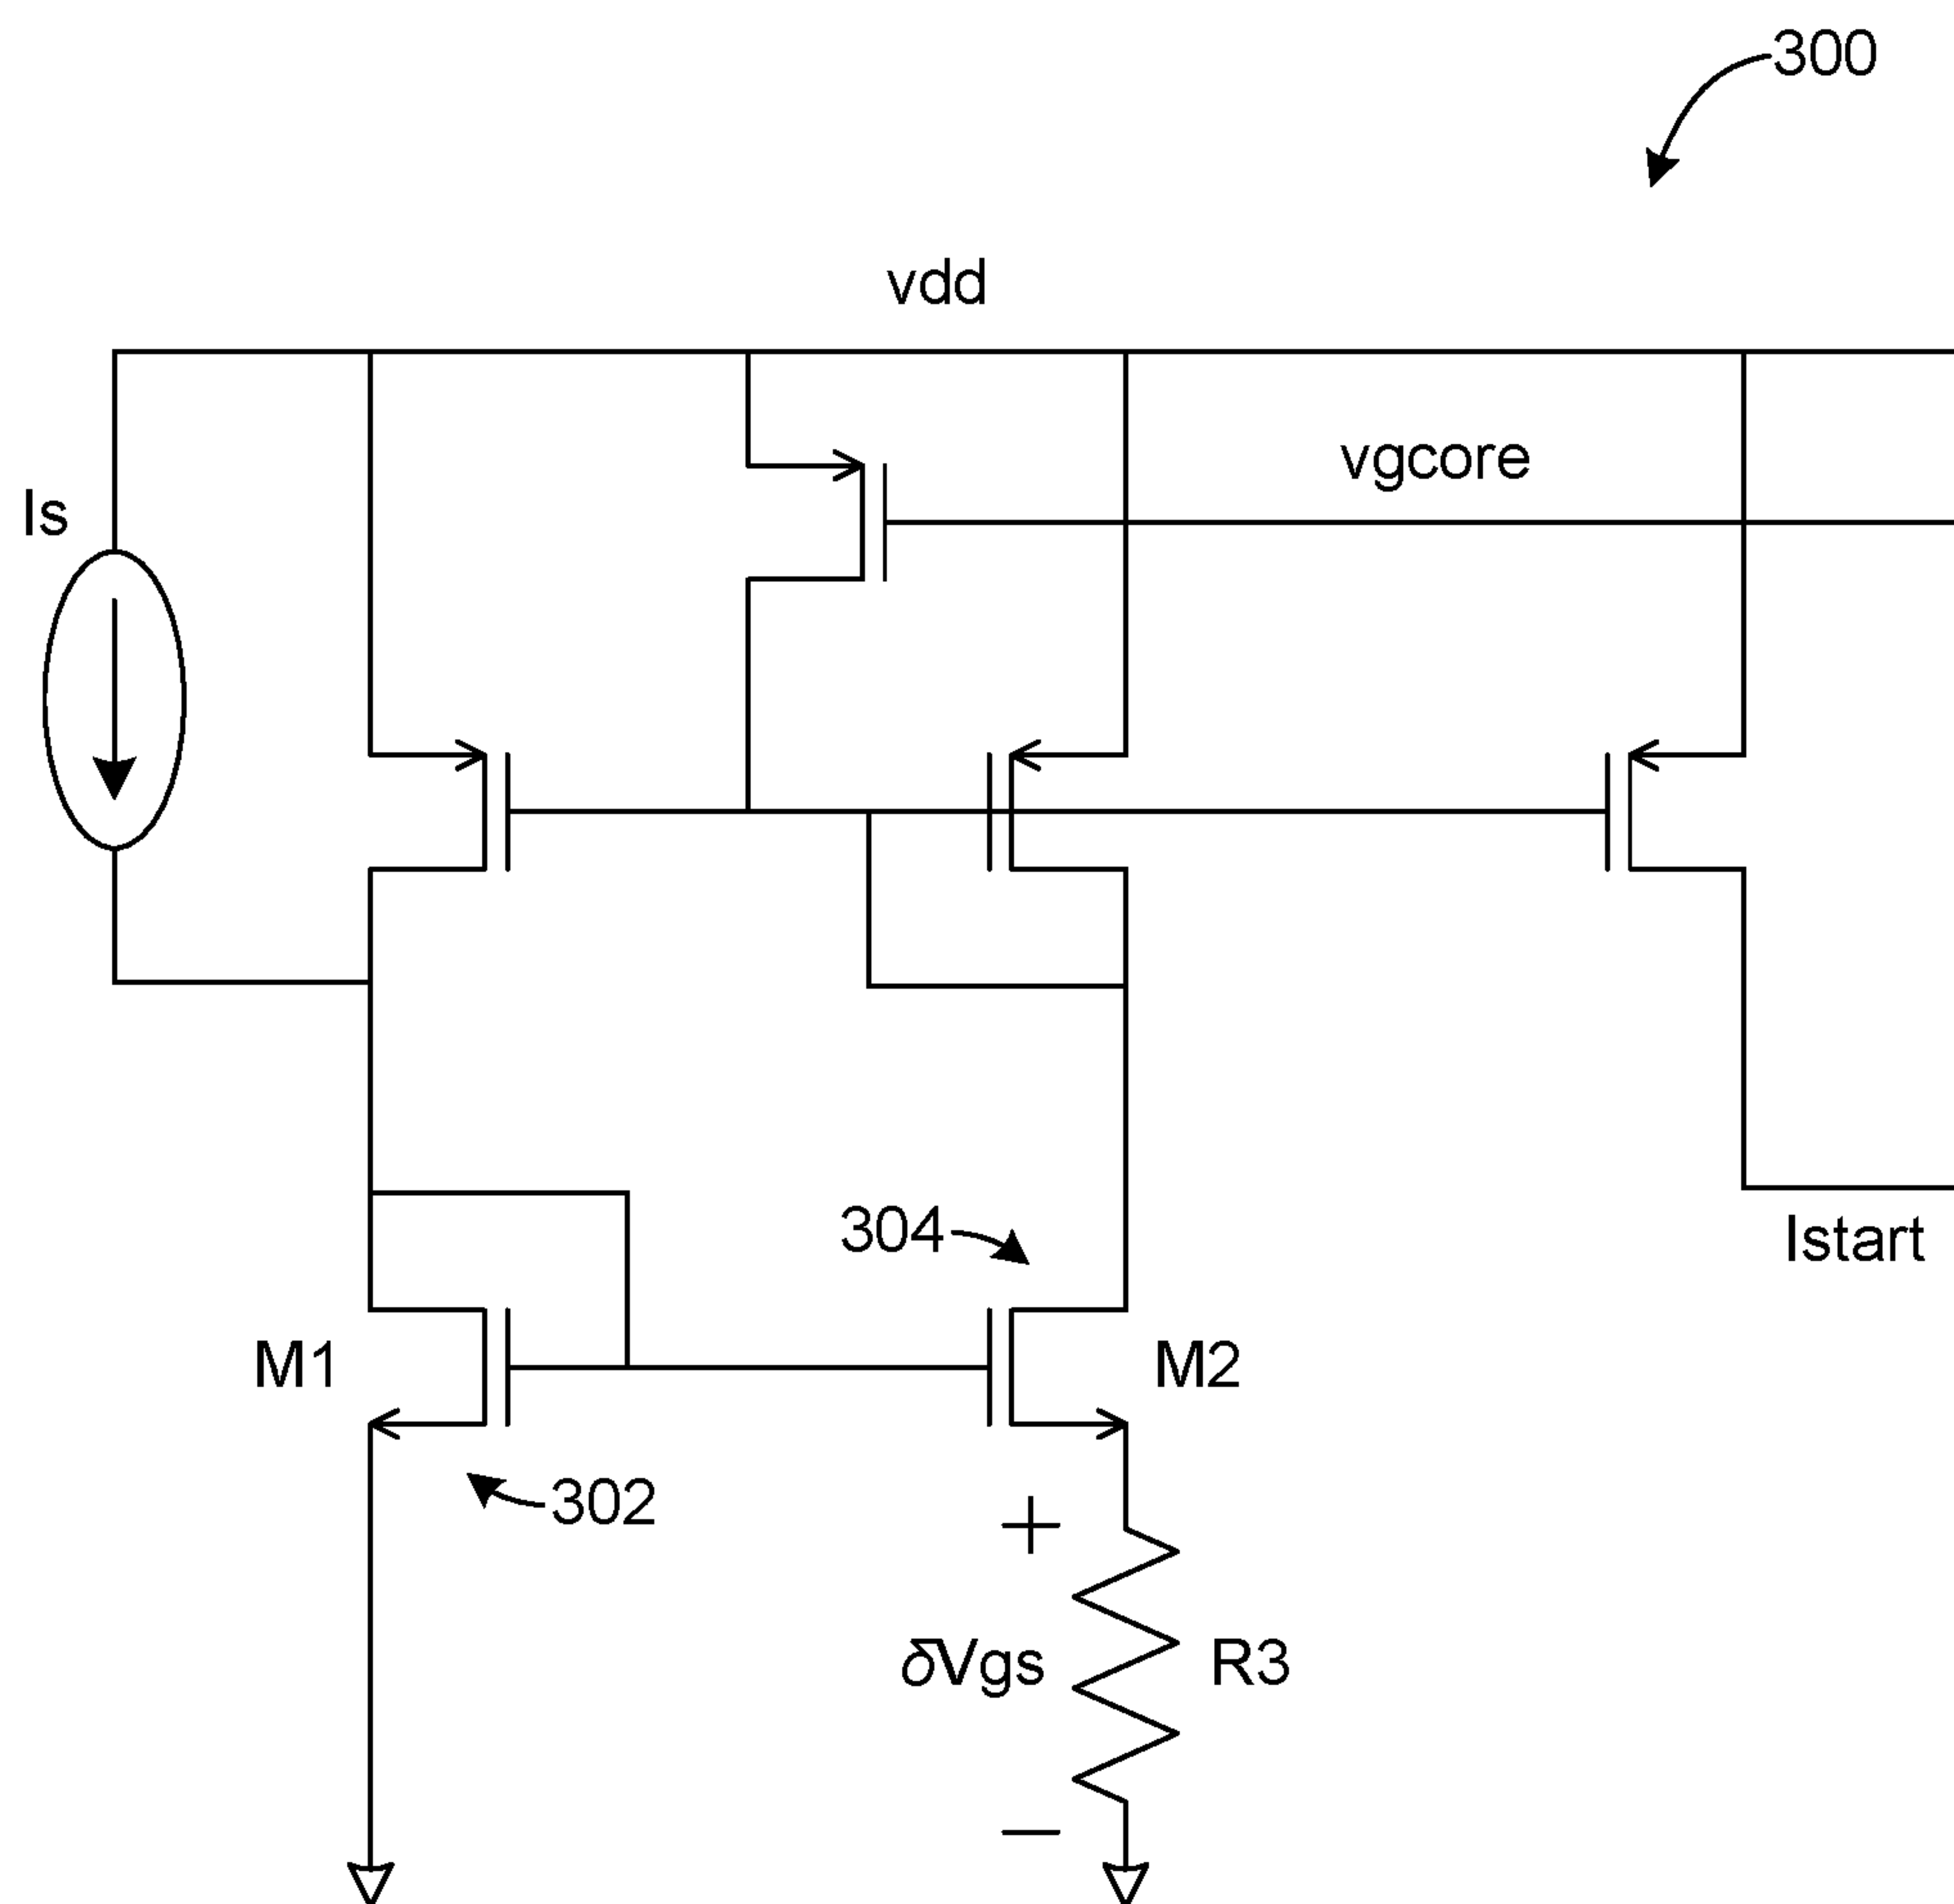 300
vdd
vgcore
Is
304
Istart
M1
M2
302
+
δVgs
R3
−